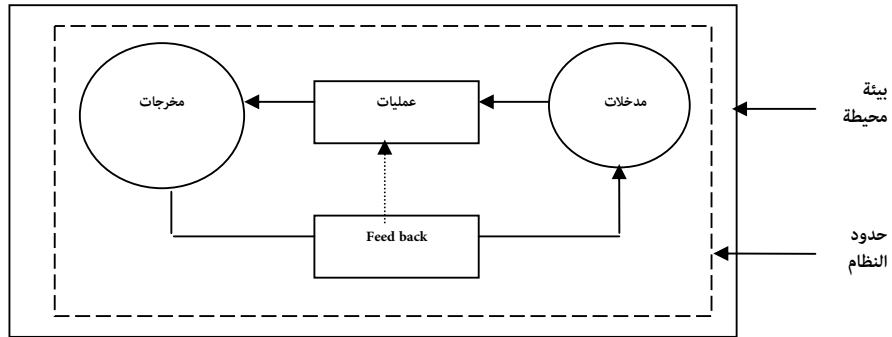 مدخلات
عمليات
مخرجات
Feed back
بيئة
محيطة
حدود
النظام